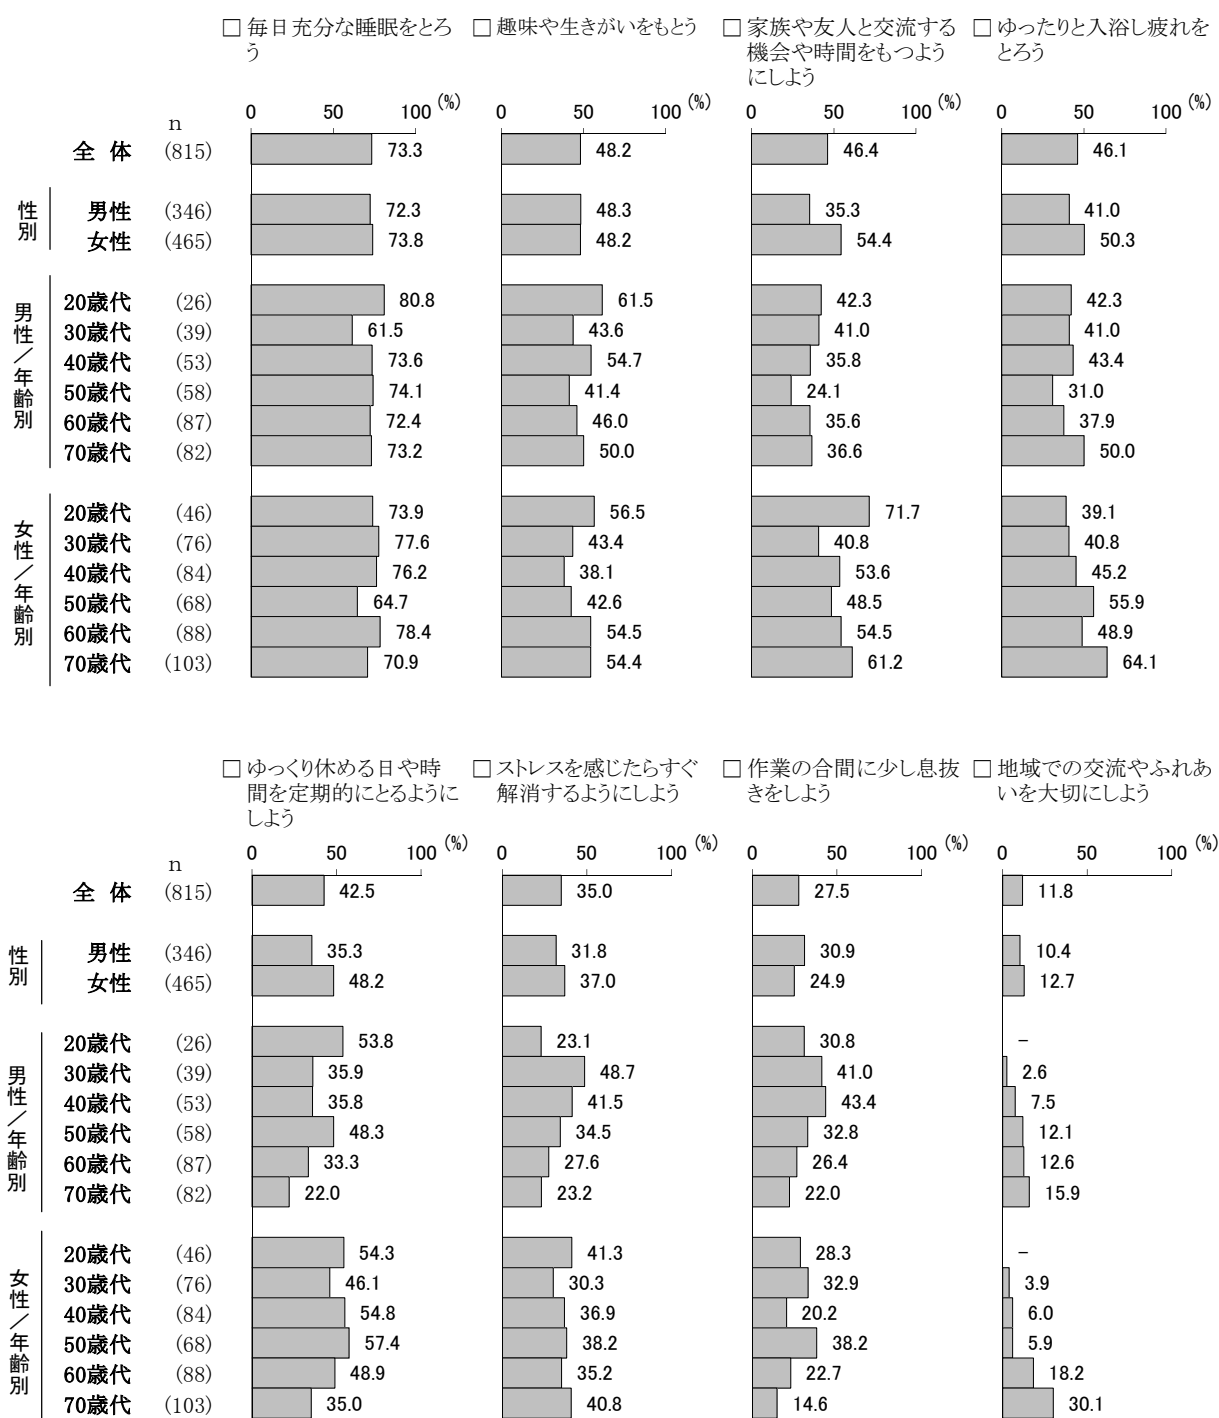 □ 毎日充分な睡眠をとろ
う
□ 趣味や生きがいをもとう
□ 家族や友人と交流する
機会や時間をもつよう
にしよう
□ ゆったりと入浴し疲れを
とろう
0 50 100 (%) 0 50 100 (%) 0 50 100 (%) 0 50 100 (%)
n
全 体 (815) 73.3 48.2 46.4 46.1
性別
男性 (346) 72.3 48.3 35.3 41.0
女性 (465) 73.8 48.2 54.4 50.3
男性／年齢別
20歳代 (26) 80.8 61.5 42.3 42.3
30歳代 (39) 61.5 43.6 41.0 41.0
40歳代 (53) 73.6 54.7 35.8 43.4
50歳代 (58) 74.1 41.4 24.1 31.0
60歳代 (87) 72.4 46.0 35.6 37.9
70歳代 (82) 73.2 50.0 36.6 50.0
女性／年齢別
20歳代 (46) 73.9 56.5 71.7 39.1
30歳代 (76) 77.6 43.4 40.8 40.8
40歳代 (84) 76.2 38.1 53.6 45.2
50歳代 (68) 64.7 42.6 48.5 55.9
60歳代 (88) 78.4 54.5 54.5 48.9
70歳代 (103) 70.9 54.4 61.2 64.1
□ ゆっくり休める日や時
間を定期的にとるように
しよう
□ ストレスを感じたらすぐ
解消するようにしよう
□ 作業の合間に少し息抜
きをしよう
□ 地域での交流やふれあ
いを大切にしよう
0 50 100 (%) 0 50 100 (%) 0 50 100 (%) 0 50 100 (%)
n
全 体 (815) 42.5 35.0 27.5 11.8
性別
男性 (346) 35.3 31.8 30.9 10.4
女性 (465) 48.2 37.0 24.9 12.7
男性／年齢別
20歳代 (26) 53.8 23.1 30.8 −
30歳代 (39) 35.9 48.7 41.0 2.6
40歳代 (53) 35.8 41.5 43.4 7.5
50歳代 (58) 48.3 34.5 32.8 12.1
60歳代 (87) 33.3 27.6 26.4 12.6
70歳代 (82) 22.0 23.2 22.0 15.9
女性／年齢別
20歳代 (46) 54.3 41.3 28.3 −
30歳代 (76) 46.1 30.3 32.9 3.9
40歳代 (84) 54.8 36.9 20.2 6.0
50歳代 (68) 57.4 38.2 38.2 5.9
60歳代 (88) 48.9 35.2 22.7 18.2
70歳代 (103) 35.0 40.8 14.6 30.1